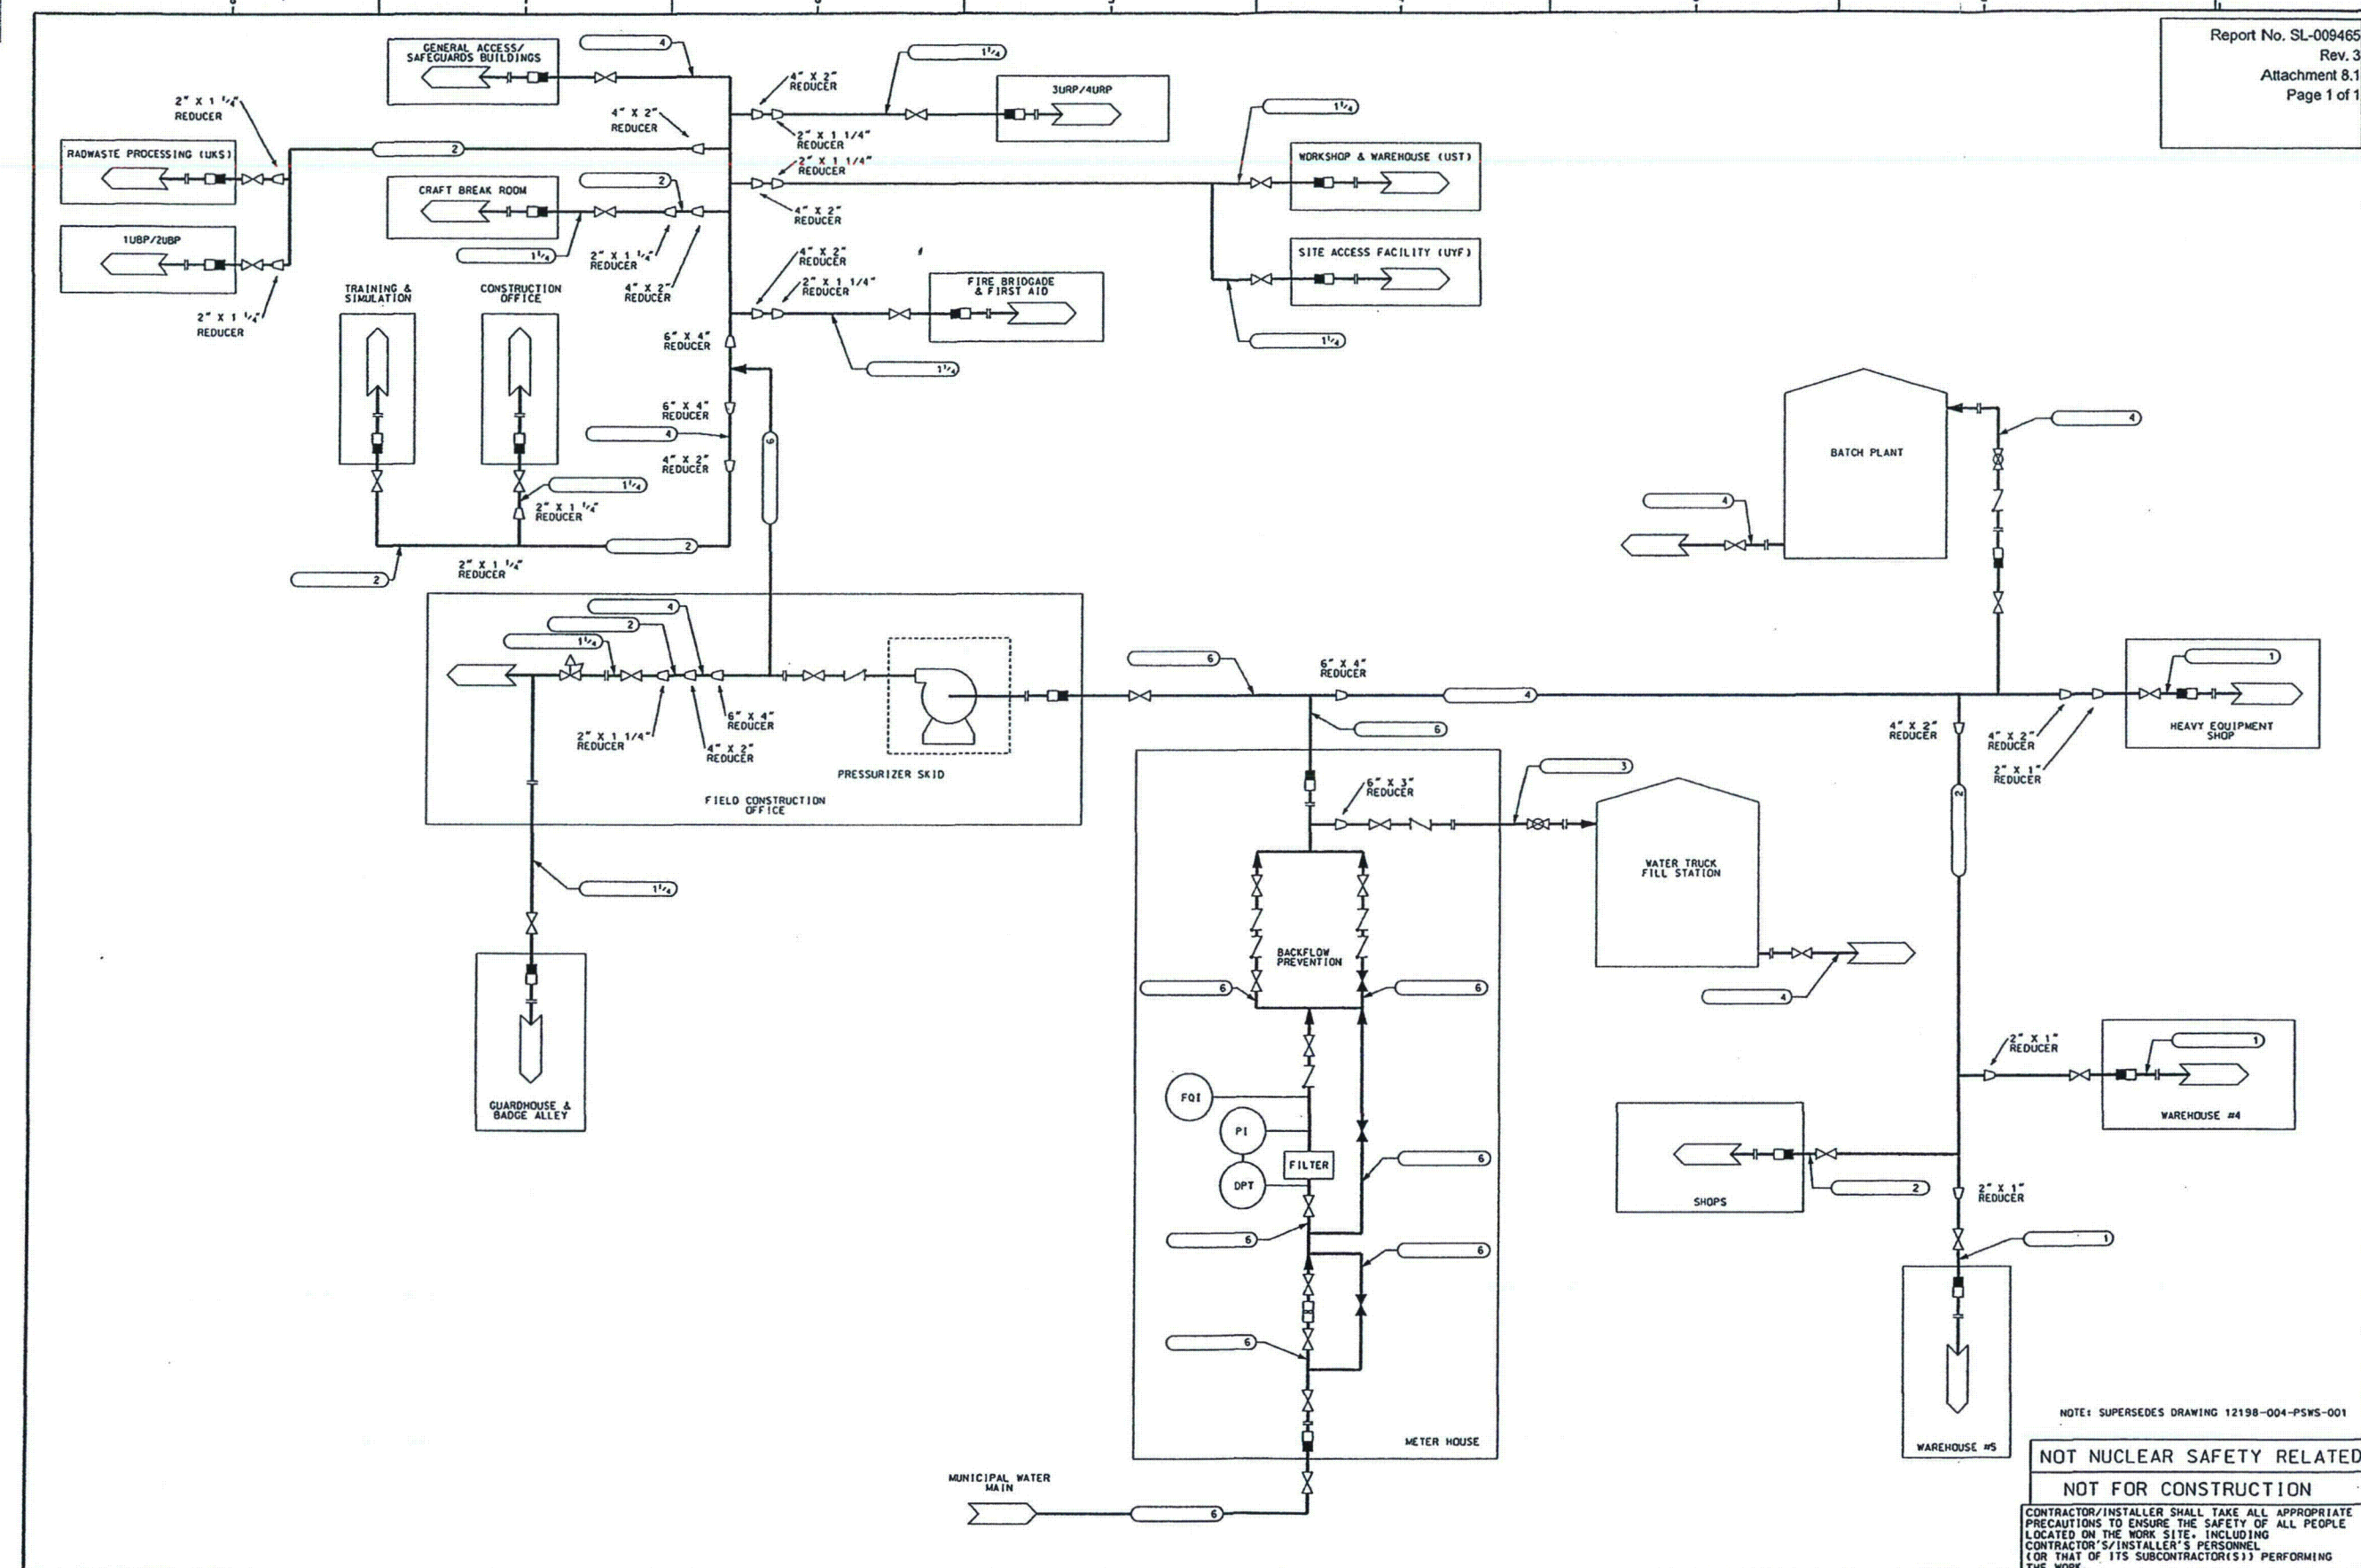 Report No. SL-009465
Rev. 3
Attachment 8.1
Page 1 of 1
GENERAL ACCESS/
SAFEGUARDS BUILDINGS
4
1 1/4
4" X 2"
REDUCER
3URP/4URP
2" X 1 1/4"
REDUCER
2" X 1 1/4"
REDUCER
4" X 2"
REDUCER
1 1/4
RADWASTE PROCESSING (UKS)
2
2" X 1 1/4"
REDUCER
4" X 2"
REDUCER
WORKSHOP & WAREHOUSE (UST)
CRAFT BREAK ROOM
2
1 1/4
2" X 1 1/4"
REDUCER
4" X 2"
REDUCER
1UBP/2UBP
2" X 1 1/4"
REDUCER
SITE ACCESS FACILITY (UYF)
1 1/4
4" X 2"
REDUCER
2" X 1 1/4"
REDUCER
FIRE BRIDGADE
& FIRST AID
1 1/4
TRAINING &
SIMULATION
CONSTRUCTION
OFFICE
6" X 4"
REDUCER
6" X 4"
REDUCER
4
4" X 2"
REDUCER
6
1 1/4
2" X 1 1/4"
REDUCER
2
2
2" X 1 1/4"
REDUCER
BATCH PLANT
4
4
4
2
1 1/4
2" X 1 1/4"
REDUCER
4" X 2"
REDUCER
6" X 4"
REDUCER
PRESSURIZER SKID
FIELD CONSTRUCTION
OFFICE
6
6" X 4"
REDUCER
4
6
4" X 2"
REDUCER
4" X 2"
REDUCER
2" X 1"
REDUCER
1
HEAVY EQUIPMENT
SHOP
6" X 3"
REDUCER
3
2
WATER TRUCK
FILL STATION
4
1 1/4
GUARDHOUSE &
BADGE ALLEY
BACKFLOW
PREVENTION
6
6
FQI
PI
FILTER
DPT
6
6
6
6
METER HOUSE
2" X 1"
REDUCER
1
WAREHOUSE #4
SHOPS
2
2" X 1"
REDUCER
1
WAREHOUSE #5
MUNICIPAL WATER
MAIN
6
NOTE: SUPERSEDES DRAWING 12198-004-PSWS-001
NOT NUCLEAR SAFETY RELATED
NOT FOR CONSTRUCTION
CONTRACTOR/INSTALLER SHALL TAKE ALL APPROPRIATE
PRECAUTIONS TO ENSURE THE SAFETY OF ALL PEOPLE
LOCATED ON THE WORK SITE, INCLUDING
CONTRACTOR'S/INSTALLER'S PERSONNEL
(OR THAT OF ITS SUBCONTRACTOR(S)) PERFORMING
THE WORK